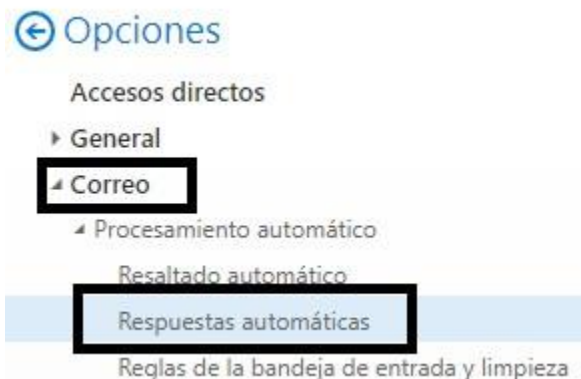 Opciones
Accesos directos
General
Correo
Procesamiento automático
Resaltado automático
Respuestas automáticas
Reglas de la bandeja de entrada y limpieza